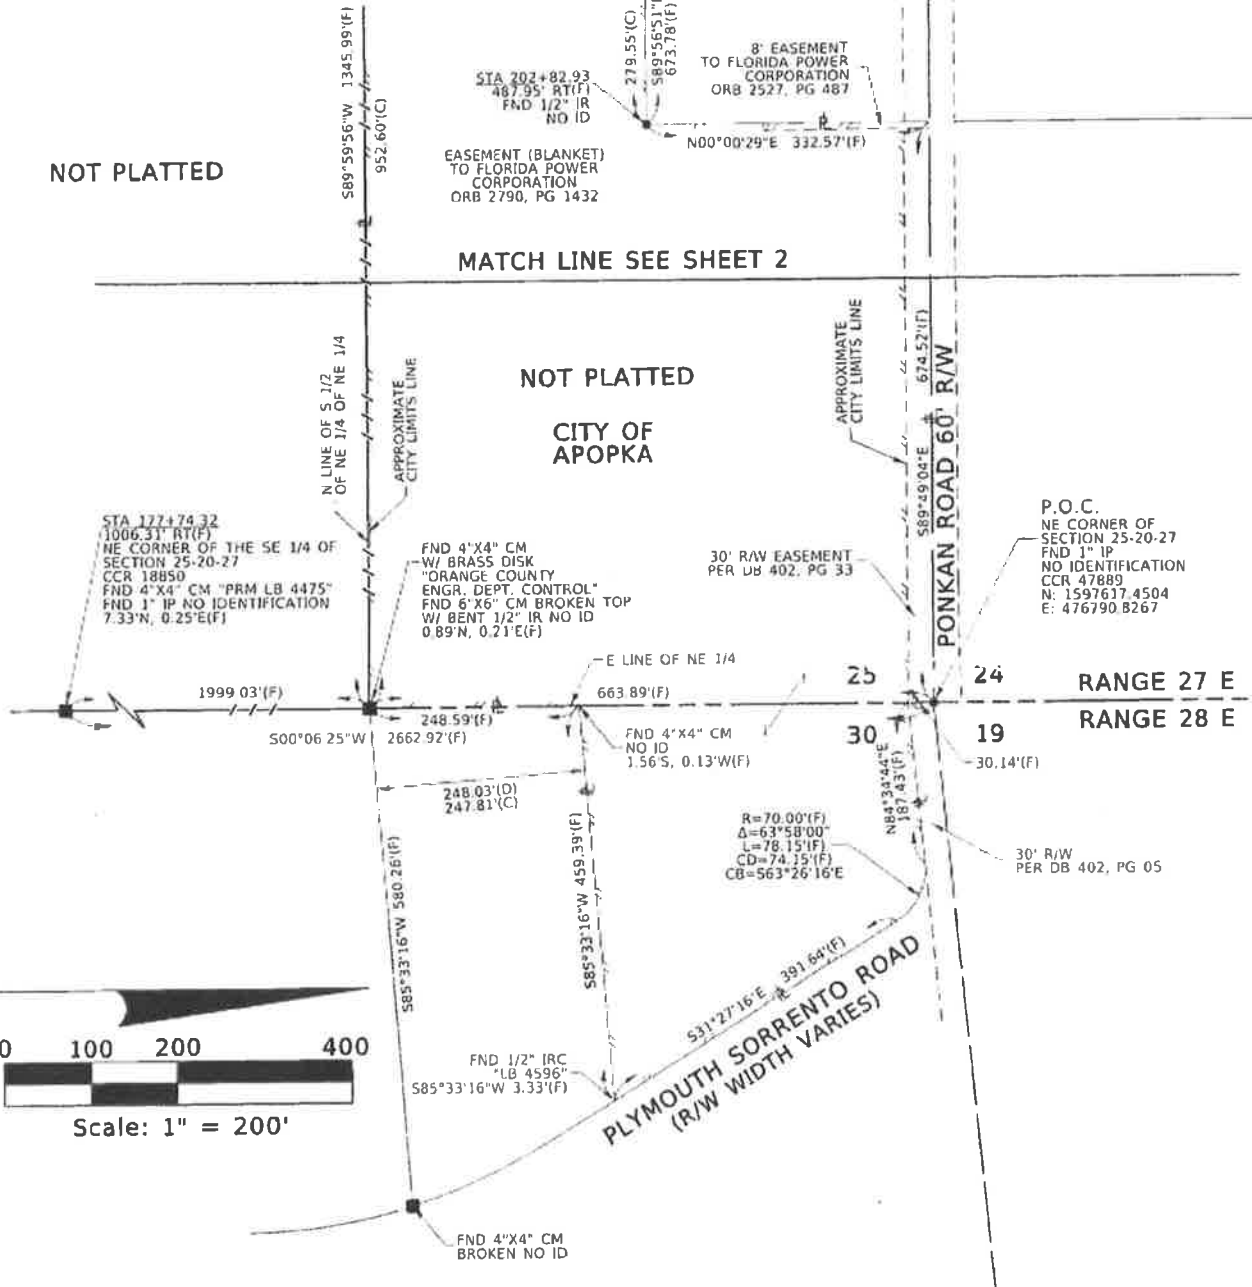 S89°59'56"W 1345.99'(F)
952.60'(C)
279.55'(C)
S89°56'51"
673.78'(F)
STA 202+82.93
487.95' RT(F)
FND 1/2" IR
NO ID
8' EASEMENT
TO FLORIDA POWER
CORPORATION
ORB 2527, PG 487
N00°00'29"E 332.57'(F)
NOT PLATTED
EASEMENT (BLANKET)
TO FLORIDA POWER
CORPORATION
ORB 2790, PG 1432
MATCH LINE SEE SHEET 2
N LINE OF S 1/2
OF NE 1/4 OF NE 1/4
APPROXIMATE
CITY LIMITS LINE
NOT PLATTED
CITY OF
APOPKA
APPROXIMATE
CITY LIMITS LINE
S89°49'04"E 674.52'(F)
PONKAN ROAD 60' R/W
STA 177+74.32
1006.31' RT(F)
NE CORNER OF THE SE 1/4 OF
SECTION 25-20-27
CCR 18850
FND 4"X4" CM "PRM LB 4475"
FND 1" IP NO IDENTIFICATION
7.33'N, 0.25'E(F)
FND 4"X4" CM
W/ BRASS DISK
"ORANGE COUNTY
ENGR. DEPT. CONTROL"
FND 6"X6" CM BROKEN TOP
W/ BENT 1/2" IR NO ID
0.89'N, 0.21'E(F)
30' R/W EASEMENT
PER DB 402, PG 33
P.O.C.
NE CORNER OF
SECTION 25-20-27
FND 1" IP
NO IDENTIFICATION
CCR 47889
N: 1597617.4504
E: 476790.8267
E LINE OF NE 1/4
1999.03'(F)
663.89'(F)
25
24
RANGE 27 E
248.59'(F)
S00°06'25"W 2662.92'(F)
FND 4"X4" CM
NO ID
1.56'S, 0.13'W(F)
30
19
RANGE 28 E
30.14'(F)
248.03'(D)
247.81'(C)
N84°34'44"E
187.43'(F)
R=70.00'(F)
Δ=63°58'00"
L=78.15'(F)
CD=74.15'(F)
CB=S63°26'16"E
30' R/W
PER DB 402, PG 05
S85°33'16"W 580.26'(F)
S85°33'16"W 459.39'(F)
S31°27'16"E 391.64'(F)
PLYMOUTH SORRENTO ROAD
(R/W WIDTH VARIES)
0 100 200 400
Scale: 1" = 200'
FND 1/2" IRC
"LB 4596"
S85°33'16"W 3.33'(F)
FND 4"X4" CM
BROKEN NO ID